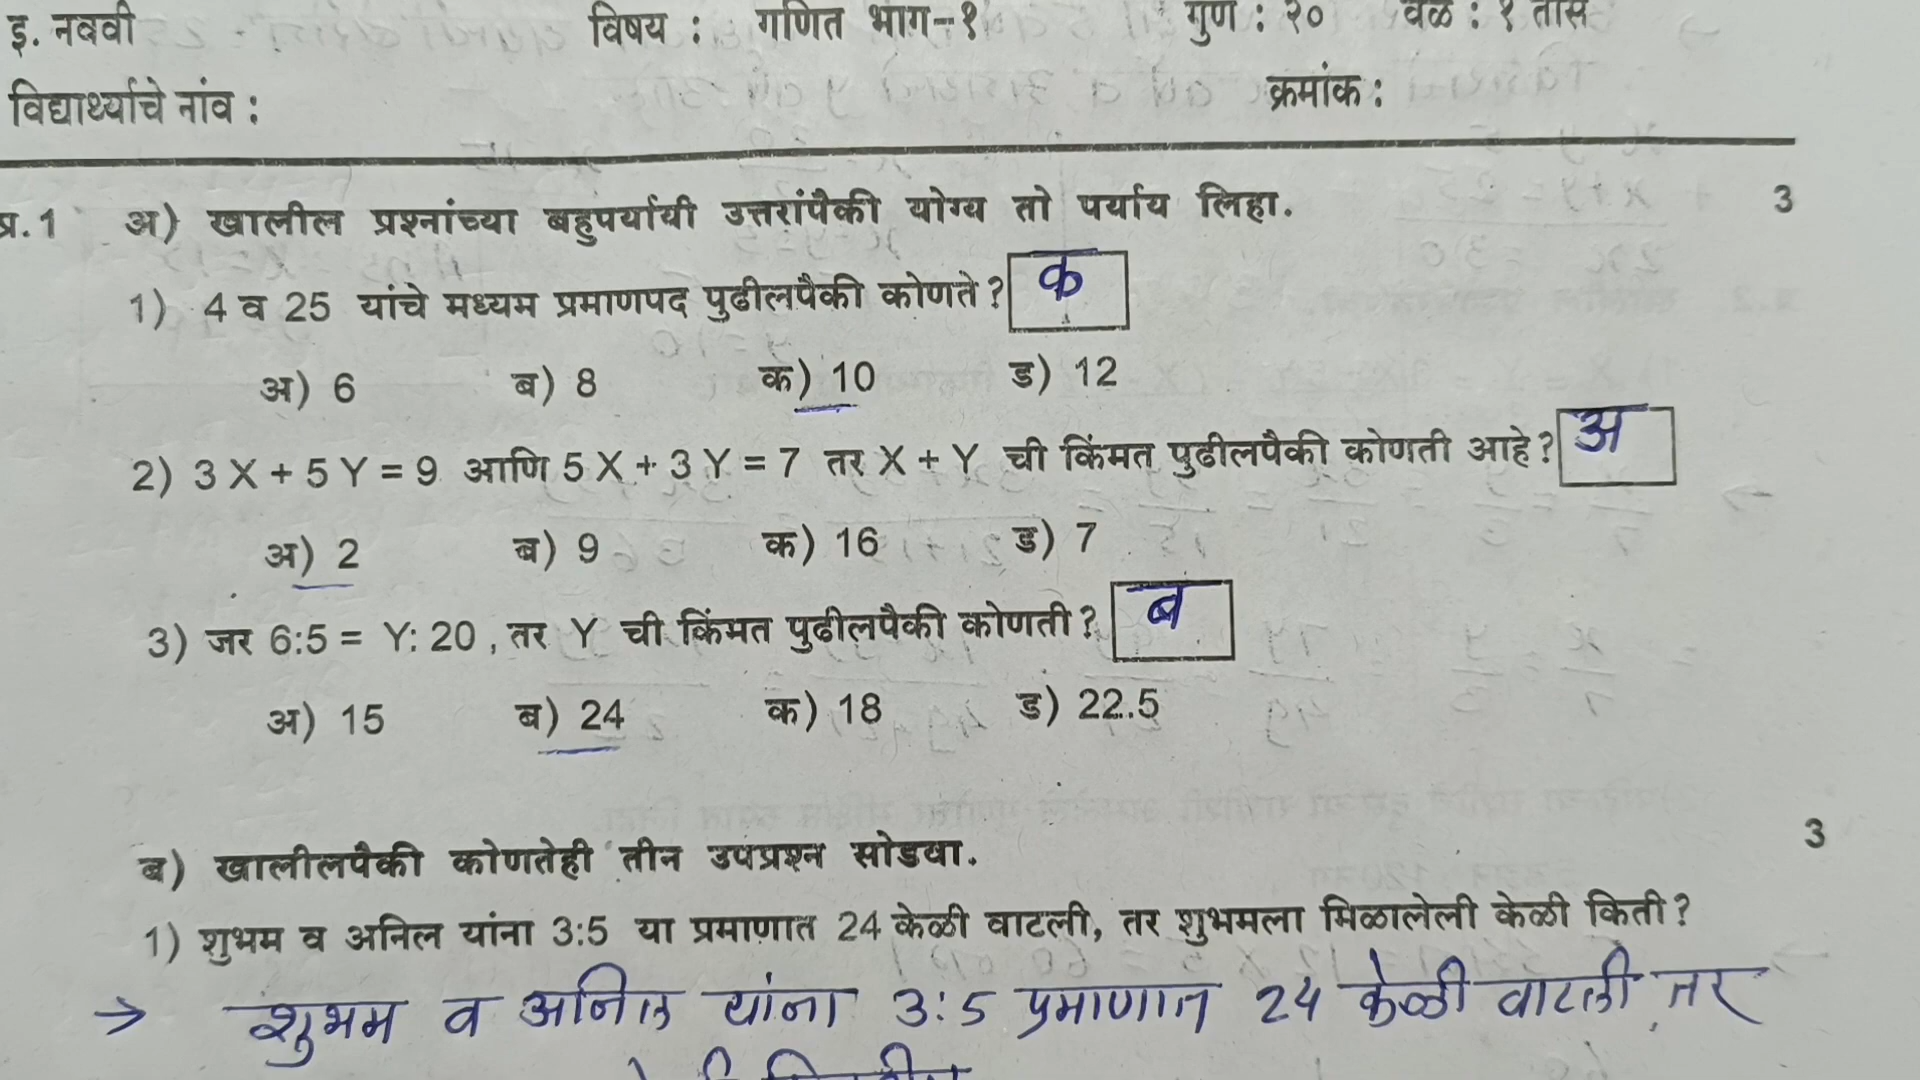 इ. नववी विषय : गणित भाग-१ गुण : २० वेळ : १ तास
विद्यार्थ्याचे नांव : क्रमांक :
प्र.1 अ) खालील प्रश्नांच्या बहुपर्यायी उत्तरांपैकी योग्य तो पर्याय लिहा. 3
1) 4 व 25 यांचे मध्यम प्रमाणपद पुढीलपैकी कोणते? क
अ) 6 ब) 8 क) 10 ड) 12
2) 3 X + 5 Y = 9 आणि 5 X + 3 Y = 7 तर X + Y ची किंमत पुढीलपैकी कोणती आहे? अ
अ) 2 ब) 9 क) 16 ड) 7
3) जर 6:5 = Y: 20 , तर Y ची किंमत पुढीलपैकी कोणती? ब
अ) 15 ब) 24 क) 18 ड) 22.5
ब) खालीलपैकी कोणतेही तीन उपप्रश्न सोडवा. 3
1) शुभम व अनिल यांना 3:5 या प्रमाणात 24 केळी वाटली, तर शुभमला मिळालेली केळी किती?
→ शुभम व अनिल यांना 3:5 प्रमाणात 24 केळी वाटली तर